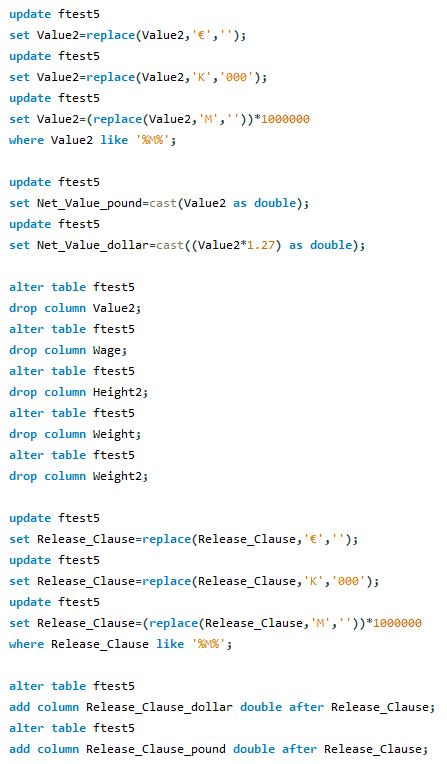 update ftest5
set Value2=replace(Value2,'€','');
update ftest5
set Value2=replace(Value2,'K','000');
update ftest5
set Value2=(replace(Value2,'M',''))*1000000
where Value2 like '%M%';
update ftest5
set Net_Value_pound=cast(Value2 as double);
update ftest5
set Net_Value_dollar=cast((Value2*1.27) as double);
alter table ftest5
drop column Value2;
alter table ftest5
drop column Wage;
alter table ftest5
drop column Height2;
alter table ftest5
drop column Weight;
alter table ftest5
drop column Weight2;
update ftest5
set Release_Clause=replace(Release_Clause,'€','');
update ftest5
set Release_Clause=replace(Release_Clause,'K','000');
update ftest5
set Release_Clause=(replace(Release_Clause,'M',''))*1000000
where Release_Clause like '%M%';
alter table ftest5
add column Release_Clause_dollar double after Release_Clause;
alter table ftest5
add column Release_Clause_pound double after Release_Clause;